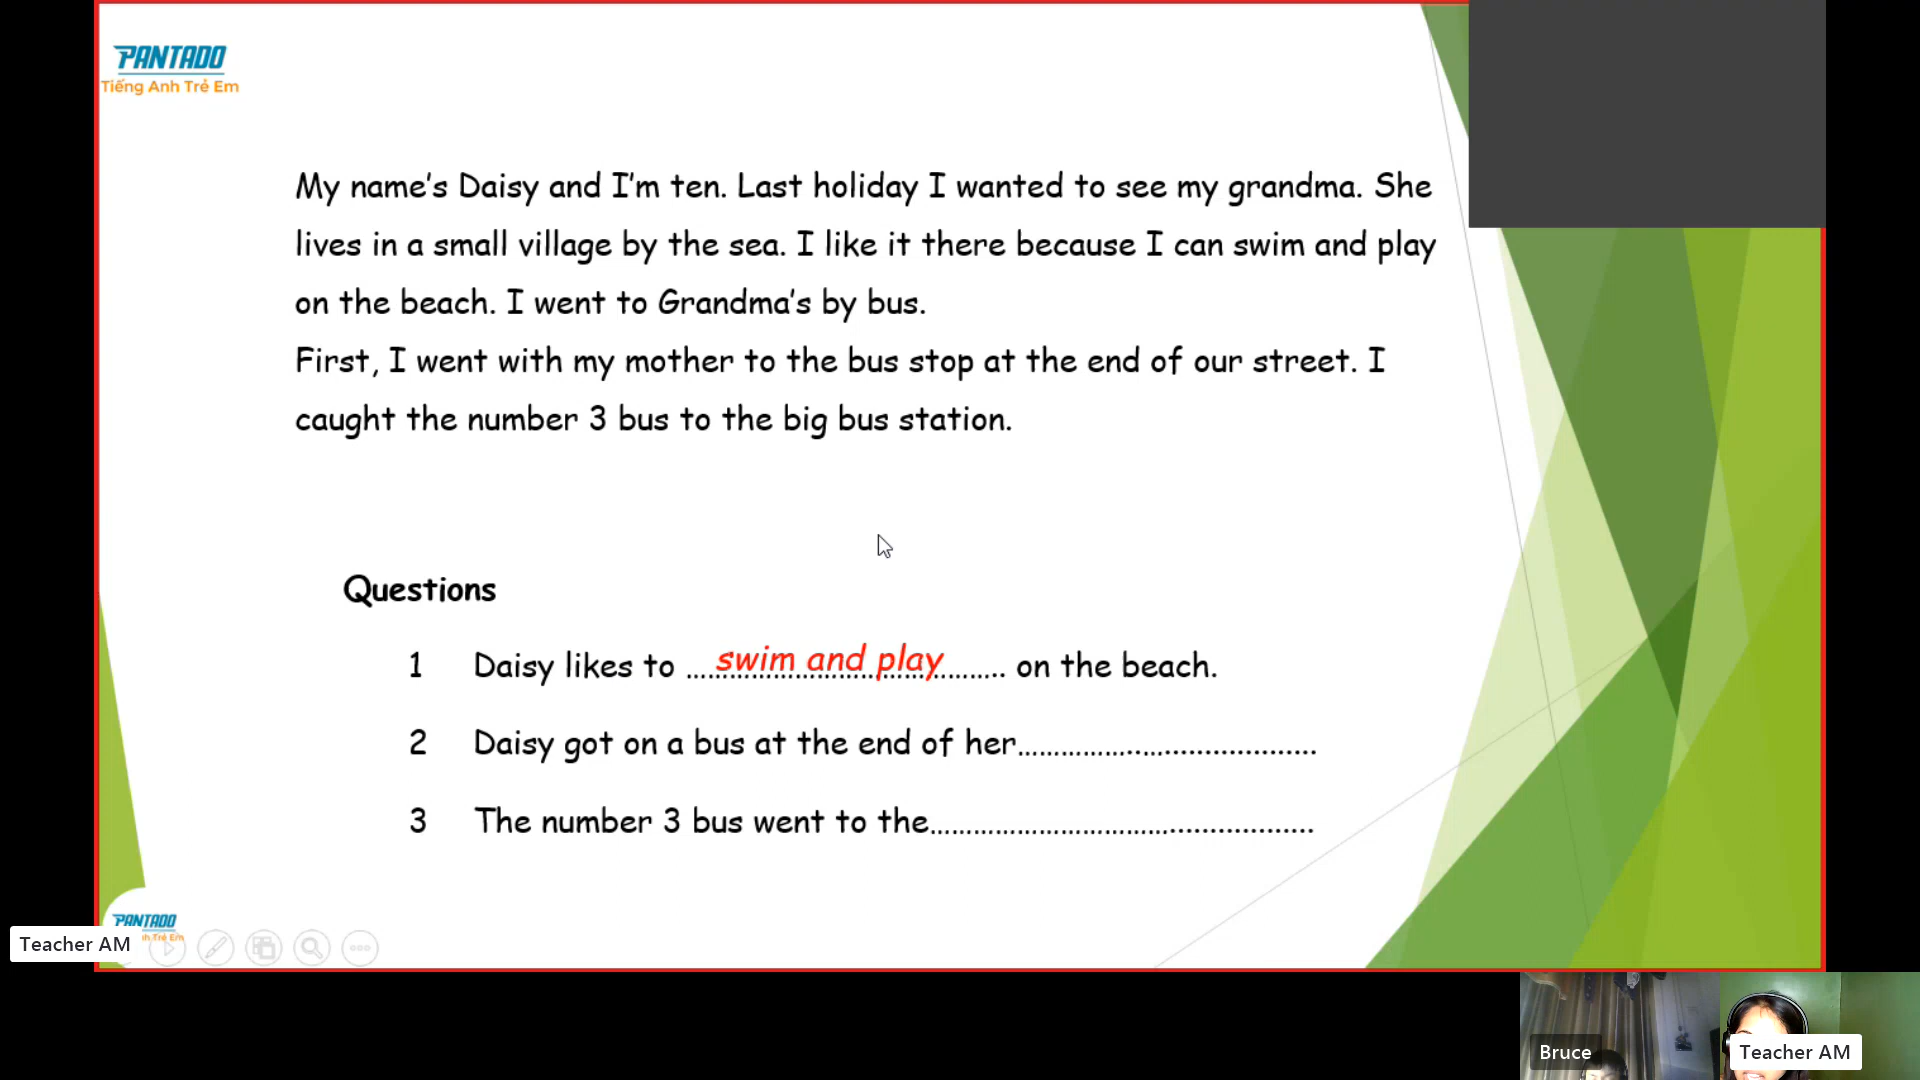 PANTADO
Tiếng Anh Trẻ Em
My name's Daisy and I'm ten. Last holiday I wanted to see my grandma. She
lives in a small village by the sea. I like it there because I can swim and play
on the beach. I went to Grandma's by bus.
First, I went with my mother to the bus stop at the end of our street. I
caught the number 3 bus to the big bus station.
Questions
1 Daisy likes to ..... swim and play ..... on the beach.
2 Daisy got on a bus at the end of her..............................
3 The number 3 bus went to the..............................
PANTADO
Teacher AM
Bruce
Teacher AM